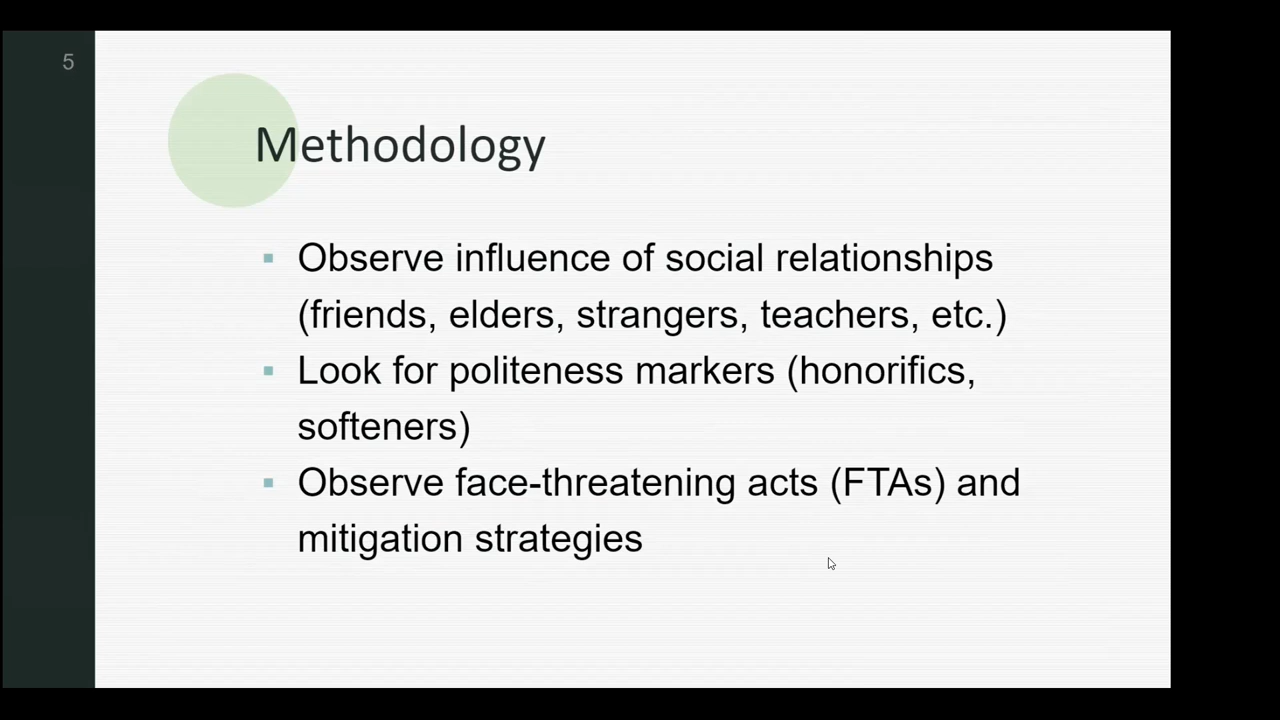 5
Methodology
▪ Observe influence of social relationships
(friends, elders, strangers, teachers, etc.)
▪ Look for politeness markers (honorifics,
softeners)
▪ Observe face-threatening acts (FTAs) and
mitigation strategies